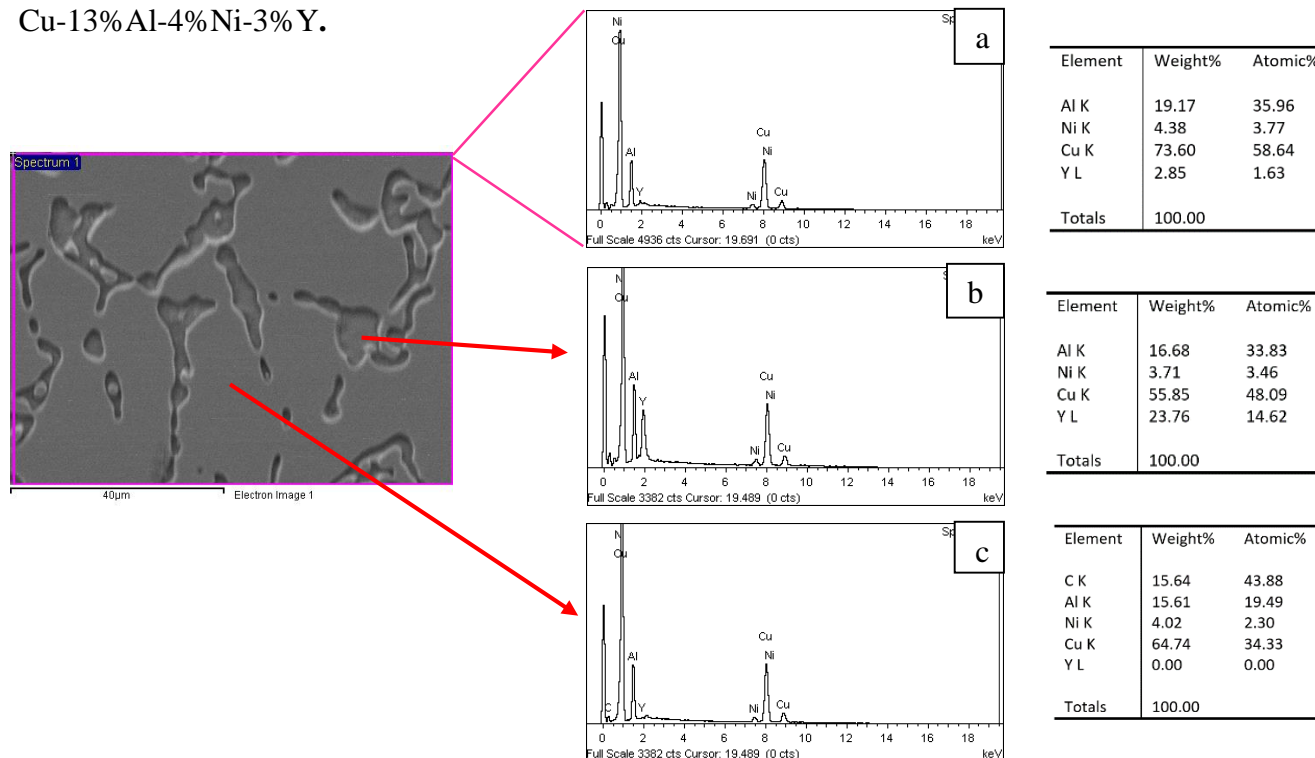 Cu-13%Al-4%Ni-3%Y.
Spectrum 1
40µm Electron Image 1
a
Sp
Ni
Cu
Al
Y
Cu
Ni
Ni
Cu
0 2 4 6 8 10 12 14 16 18
Full Scale 4936 cts Cursor: 19.691 (0 cts) keV
Element Weight% Atomic%
Al K 19.17 35.96
Ni K 4.38 3.77
Cu K 73.60 58.64
Y L 2.85 1.63
Totals 100.00
b
Sp
N
Cu
Al
Y
Cu
Ni
Ni
Cu
0 2 4 6 8 10 12 14 16 18
Full Scale 3382 cts Cursor: 19.489 (0 cts) keV
Element Weight% Atomic%
Al K 16.68 33.83
Ni K 3.71 3.46
Cu K 55.85 48.09
Y L 23.76 14.62
Totals 100.00
c
Sp
N
Cu
Al
C
Y
Cu
Ni
Ni
Cu
0 2 4 6 8 10 12 14 16 18
Full Scale 3382 cts Cursor: 19.489 (0 cts) keV
Element Weight% Atomic%
C K 15.64 43.88
Al K 15.61 19.49
Ni K 4.02 2.30
Cu K 64.74 34.33
Y L 0.00 0.00
Totals 100.00